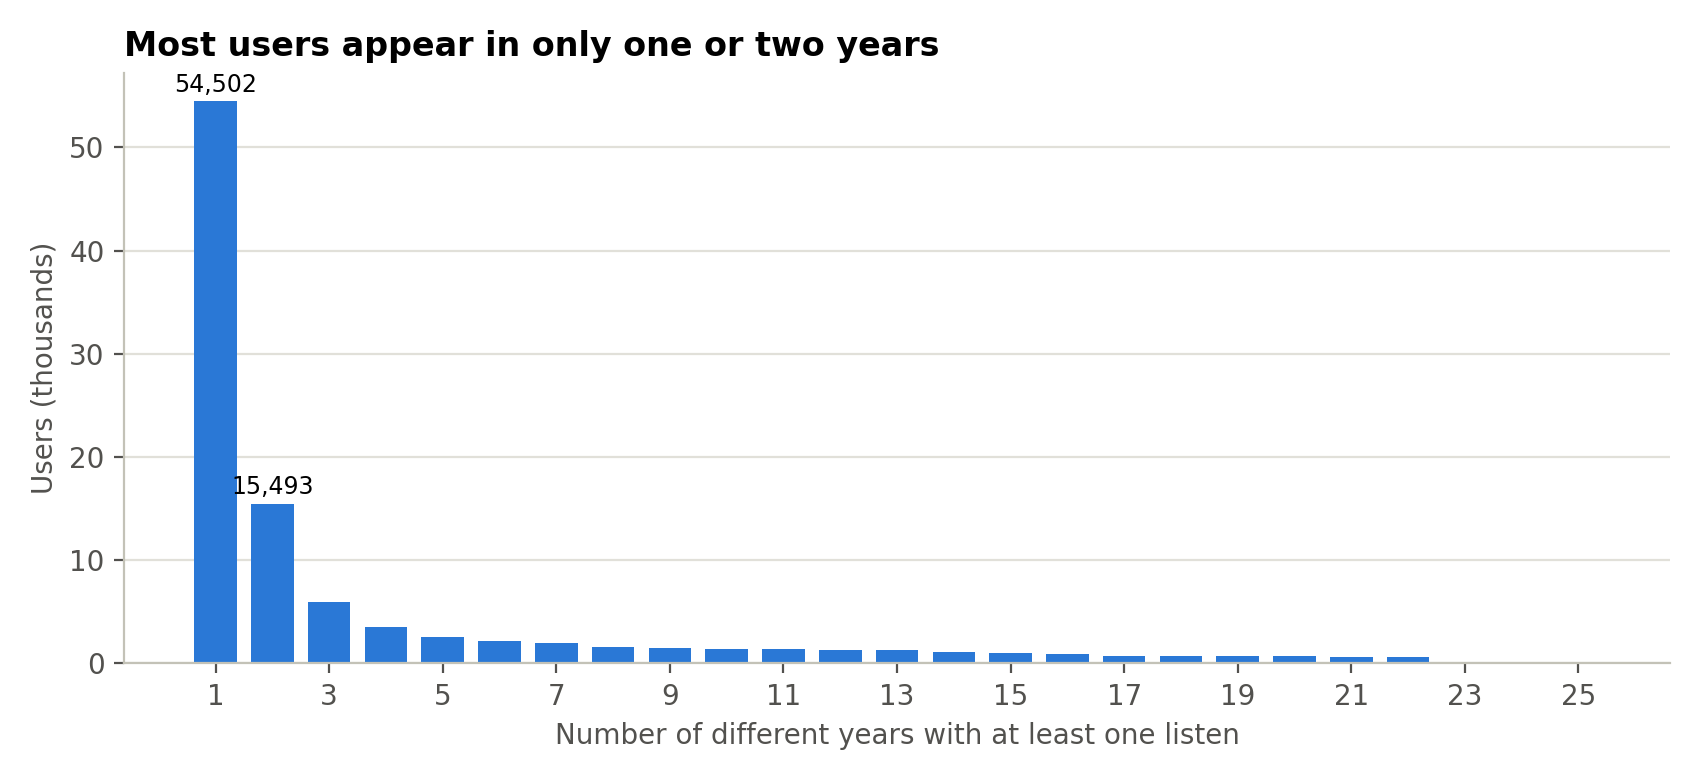 Most users appear in only one or two years
54,502
15,493
Users (thousands)
50
40
30
20
10
0
1 3 5 7 9 11 13 15 17 19 21 23 25
Number of different years with at least one listen